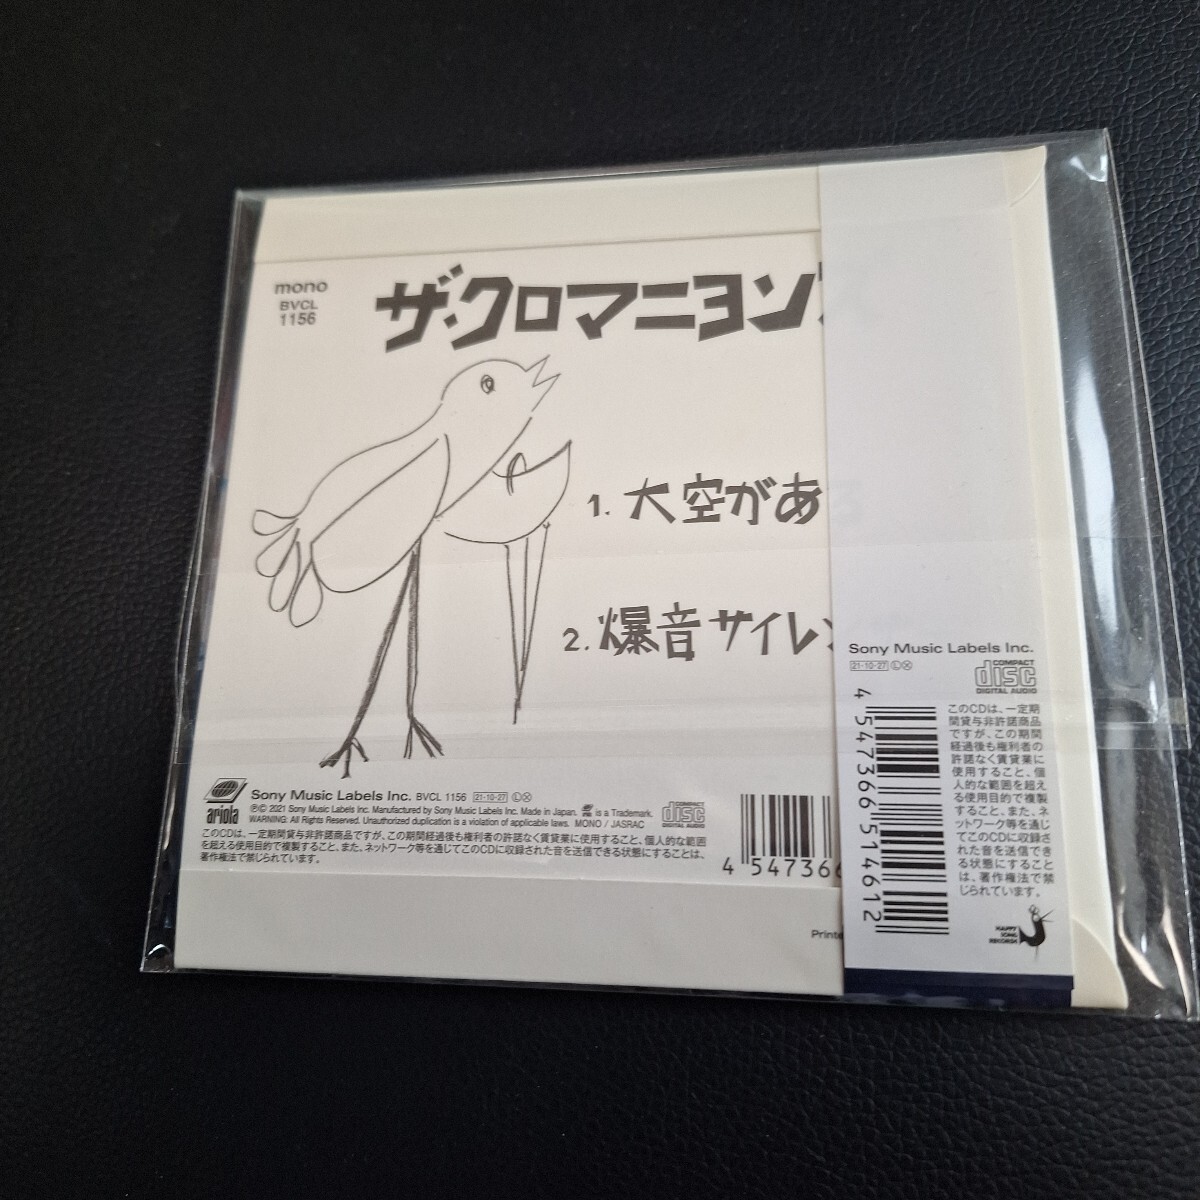 mono
BVCL
1156
ザ・クロマニヨンズ
1. 大空があ
2. 爆音サイレン
ariola
Sony Music Labels Inc. BVCL 1156 21・10・27 Ⓛ Ⓧ
ⓅⒸ 2021 Sony Music Labels Inc. Manufactured by Sony Music Labels Inc. Made in Japan. is a Trademark.
WARNING: All Rights Reserved. Unauthorized duplication is a violation of applicable laws. MONO / JASRAC
COMPACT
disc
DIGITAL AUDIO
このCDは、一定期間貸与非許諾商品ですが、この期間経過後も権利者の許諾なく賃貸業に使用すること、個人的な範囲
を超える使用目的で複製すること、また、ネットワーク等を通じてこのCDに収録された音を送信できる状態にすることは、
著作権法で禁じられています。
4 547366
Printe
Sony Music Labels Inc.
21・10・27 Ⓛ Ⓧ
COMPACT
disc
DIGITAL AUDIO
4 547366 514612
このCDは、一定期
間貸与非許諾商品
ですが、この期間
経過後も権利者の
許諾なく賃貸業に
使用すること、個
人的な範囲を超え
る使用目的で複製
すること、また、ネッ
トワーク等を通じ
てこのCDに収録さ
れた音を送信でき
る状態にすること
は、著作権法で禁
じられています。
HAPPY
SONG
RECORDS